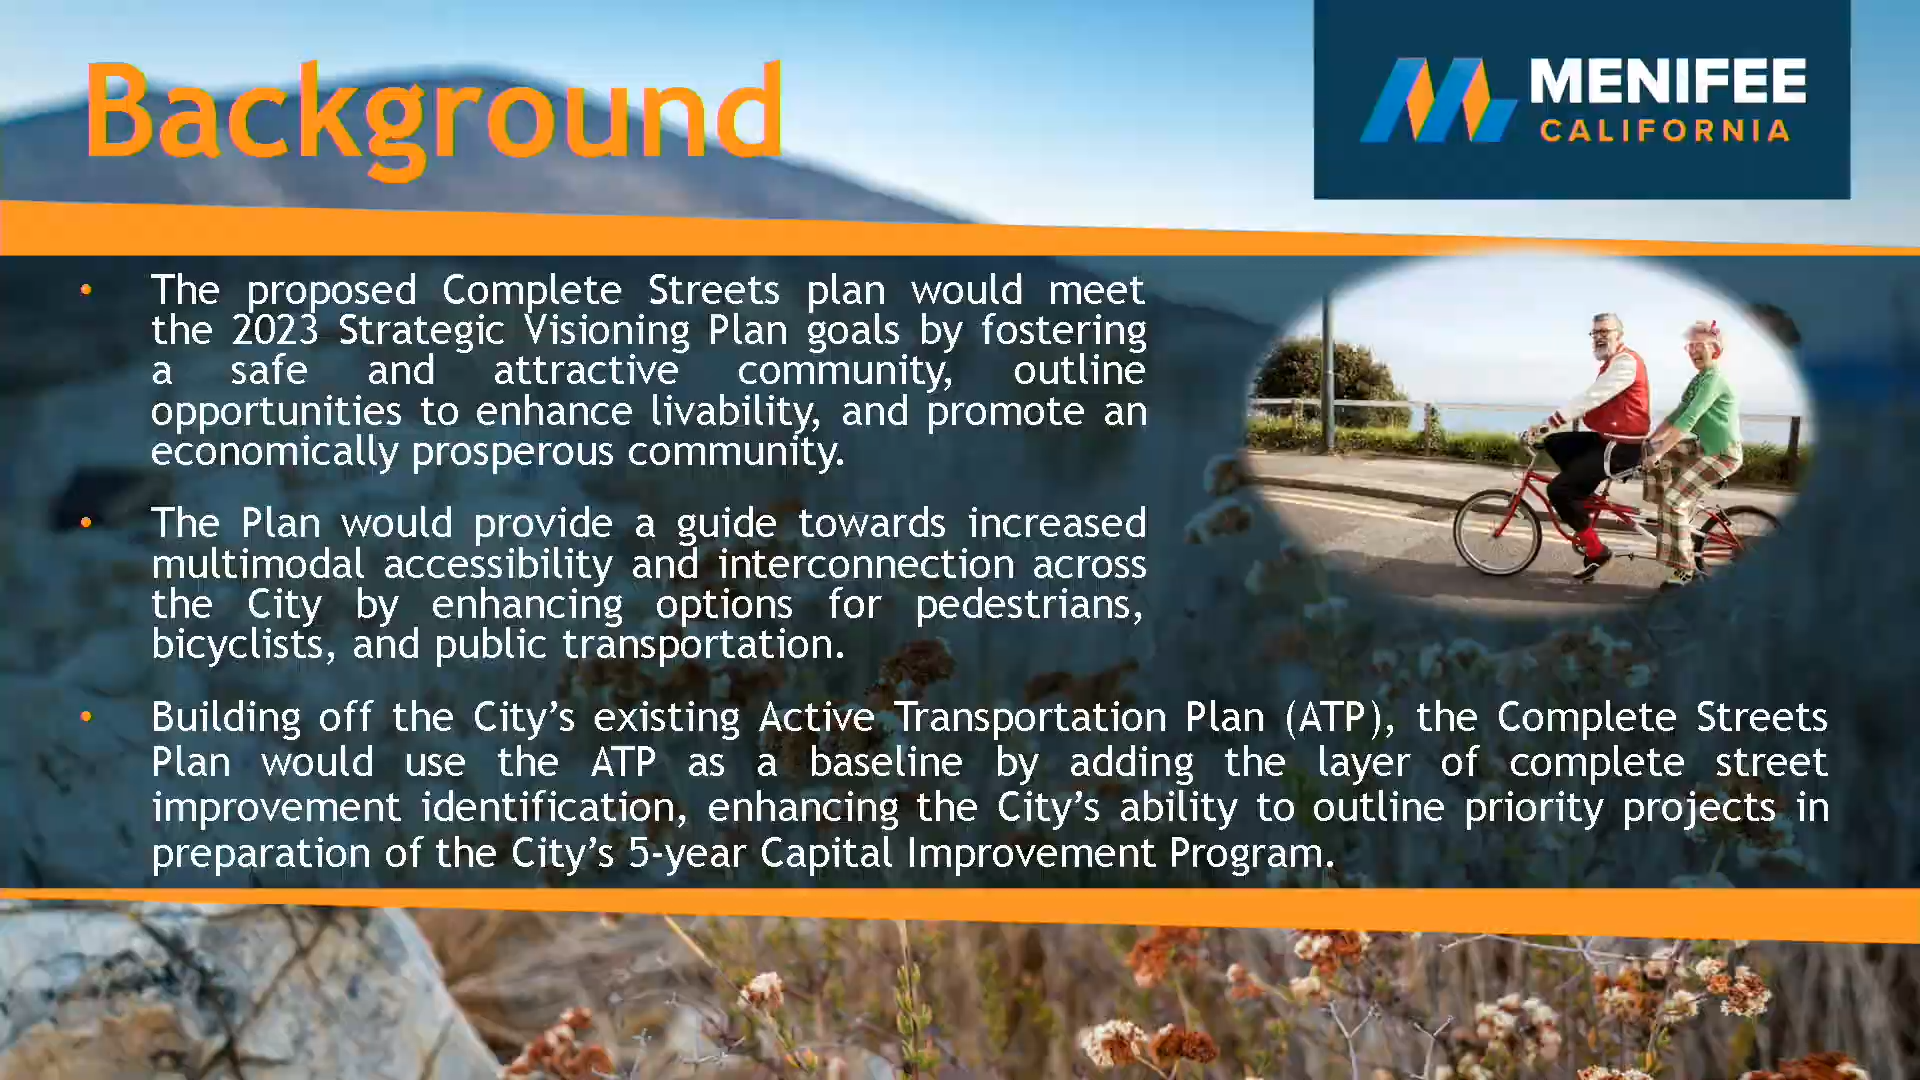 Background
MENIFEE
CALIFORNIA
• The proposed Complete Streets plan would meet
the 2023 Strategic Visioning Plan goals by fostering
a safe and attractive community, outline
opportunities to enhance livability, and promote an
economically prosperous community.
• The Plan would provide a guide towards increased
multimodal accessibility and interconnection across
the City by enhancing options for pedestrians,
bicyclists, and public transportation.
• Building off the City’s existing Active Transportation Plan (ATP), the Complete Streets
Plan would use the ATP as a baseline by adding the layer of complete street
improvement identification, enhancing the City’s ability to outline priority projects in
preparation of the City’s 5-year Capital Improvement Program.